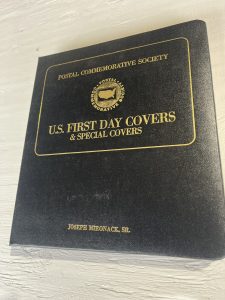 POSTAL COMMEMORATIVE SOCIETY
U.S. FIRST DAY COVERS
& SPECIAL COVERS
JOSEPH MIRONACK, SR.